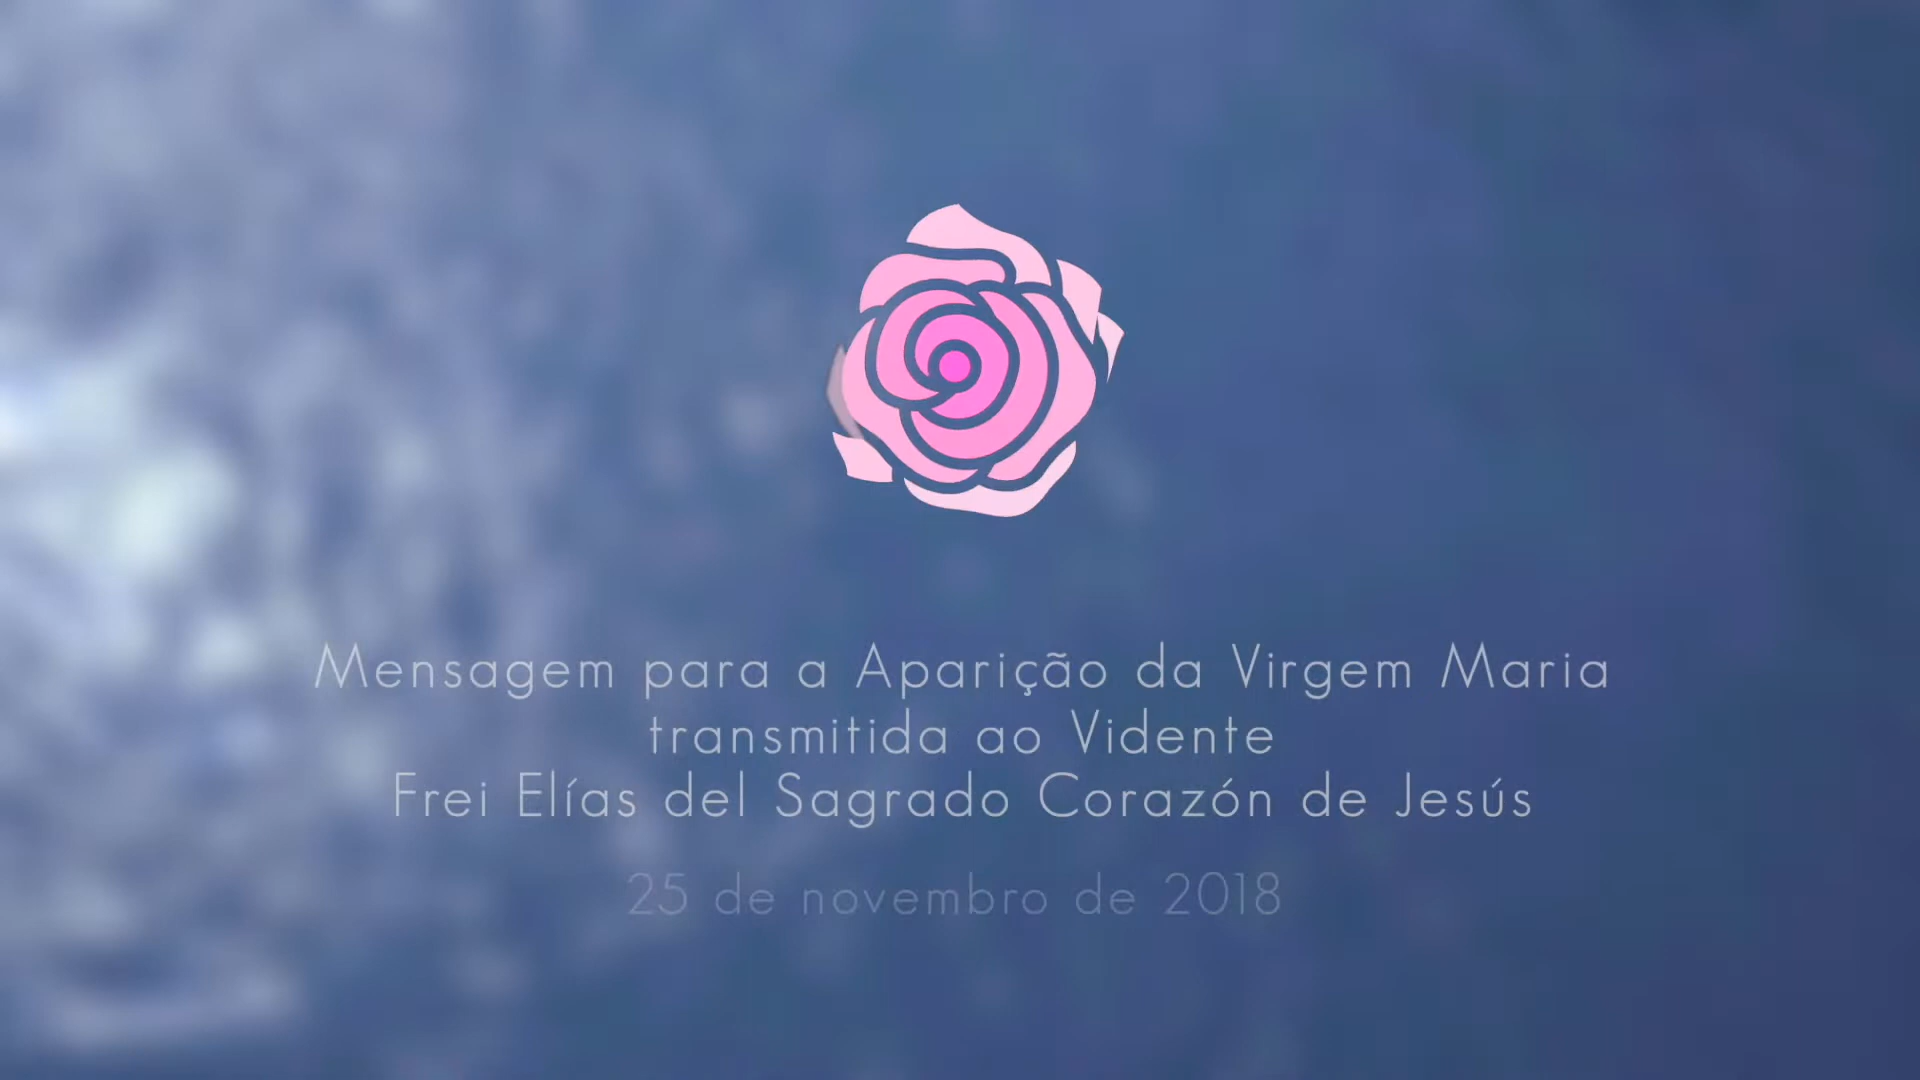 Mensagem para a Aparição da Virgem Maria
transmitida ao Vidente
Frei Elías del Sagrado Corazón de Jesús
25 de novembro de 2018